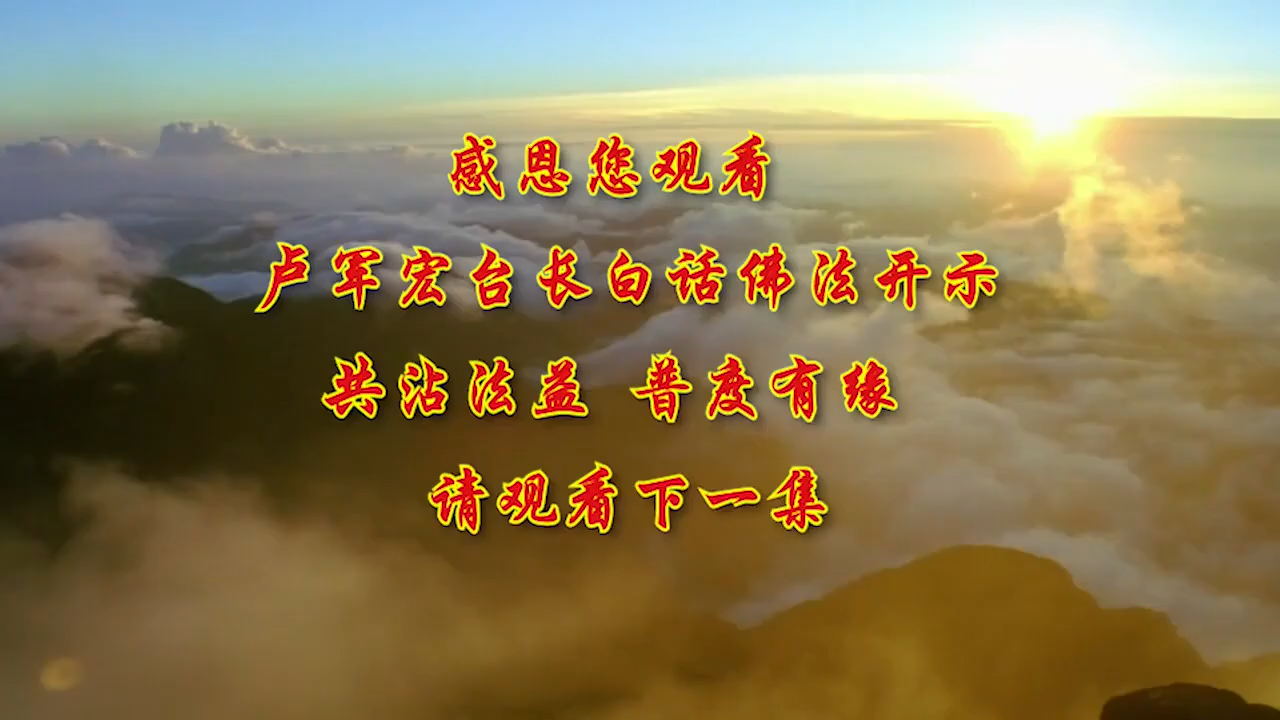 感恩您观看
卢军宏台长白话佛法开示
共沾法益 普度有缘
请观看下一集